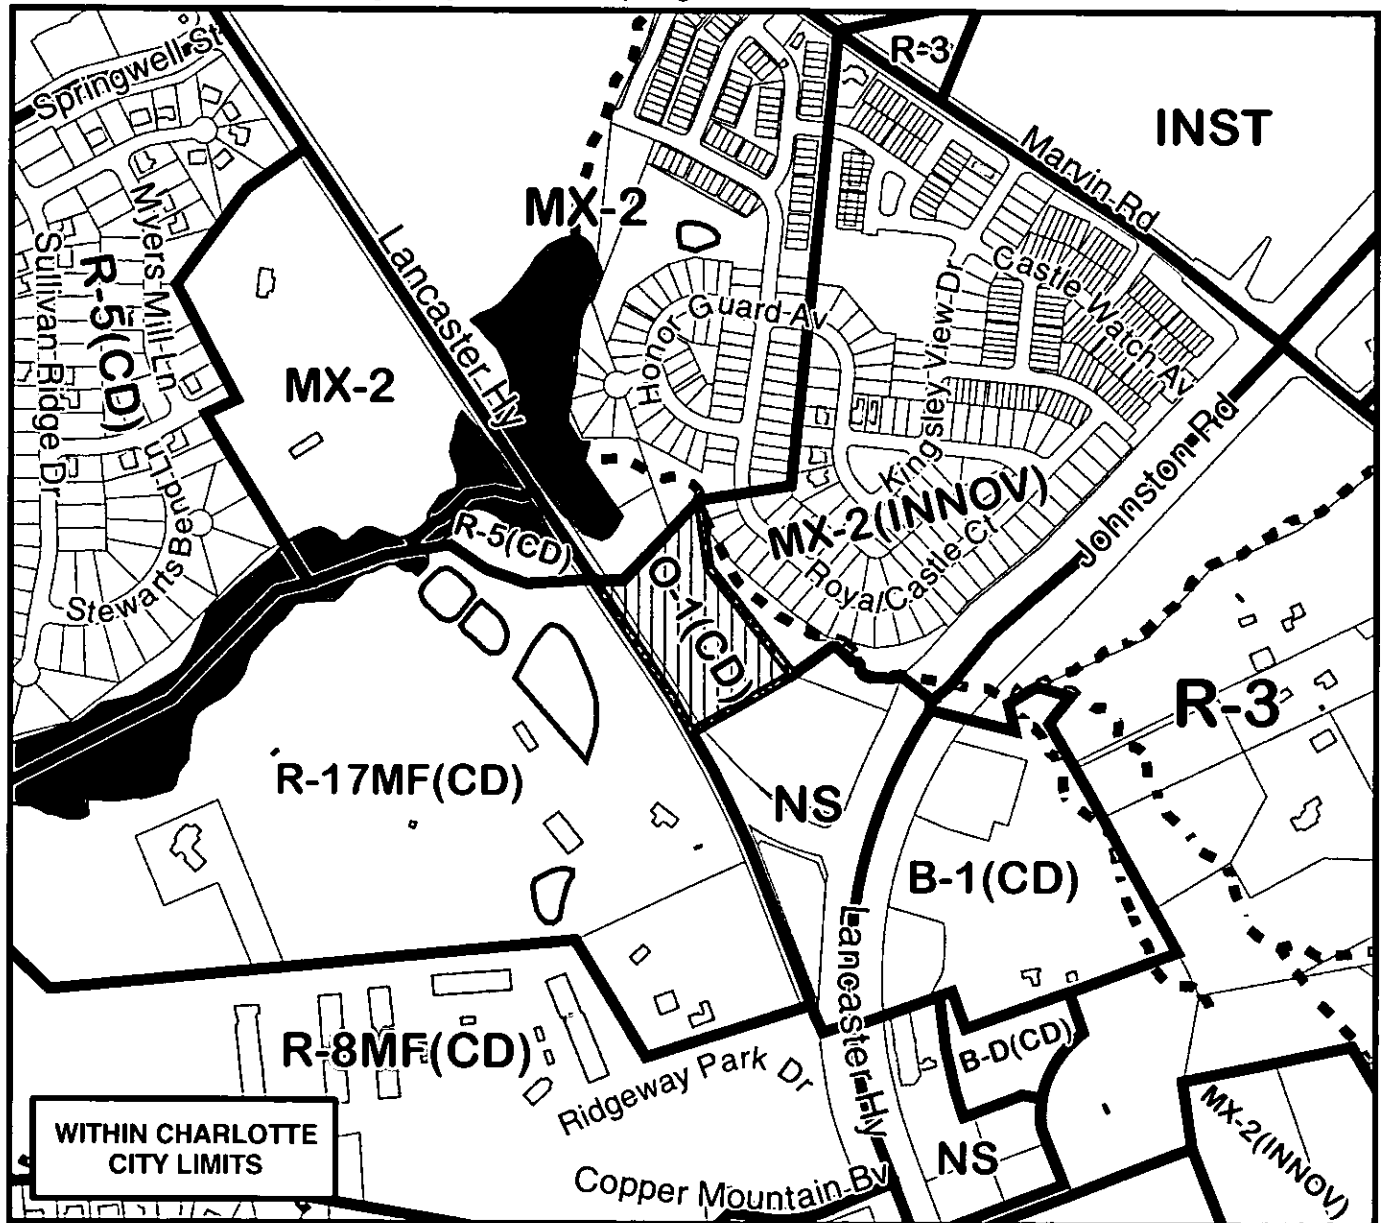 Springwell St
R-3
INST
Marvin Rd
MX-2
Myers Mill Ln
Sullivan Ridge Dr
R-5(CD)
Lancaster Hy
Castle Watch Av
Kingsley View Dr
Honor Guard Av
MX-2
Johnston Rd
Stewarts Bend Ln
MX-2(INNOV)
R-5(CD)
Royal Castle Ct
O-1(CD)
R-3
R-17MF(CD)
NS
B-1(CD)
Lancaster Hy
R-8MF(CD)
B-D(CD)
Ridgeway Park Dr
MX-2(INNOV)
WITHIN CHARLOTTE
CITY LIMITS
NS
Copper Mountain Bv